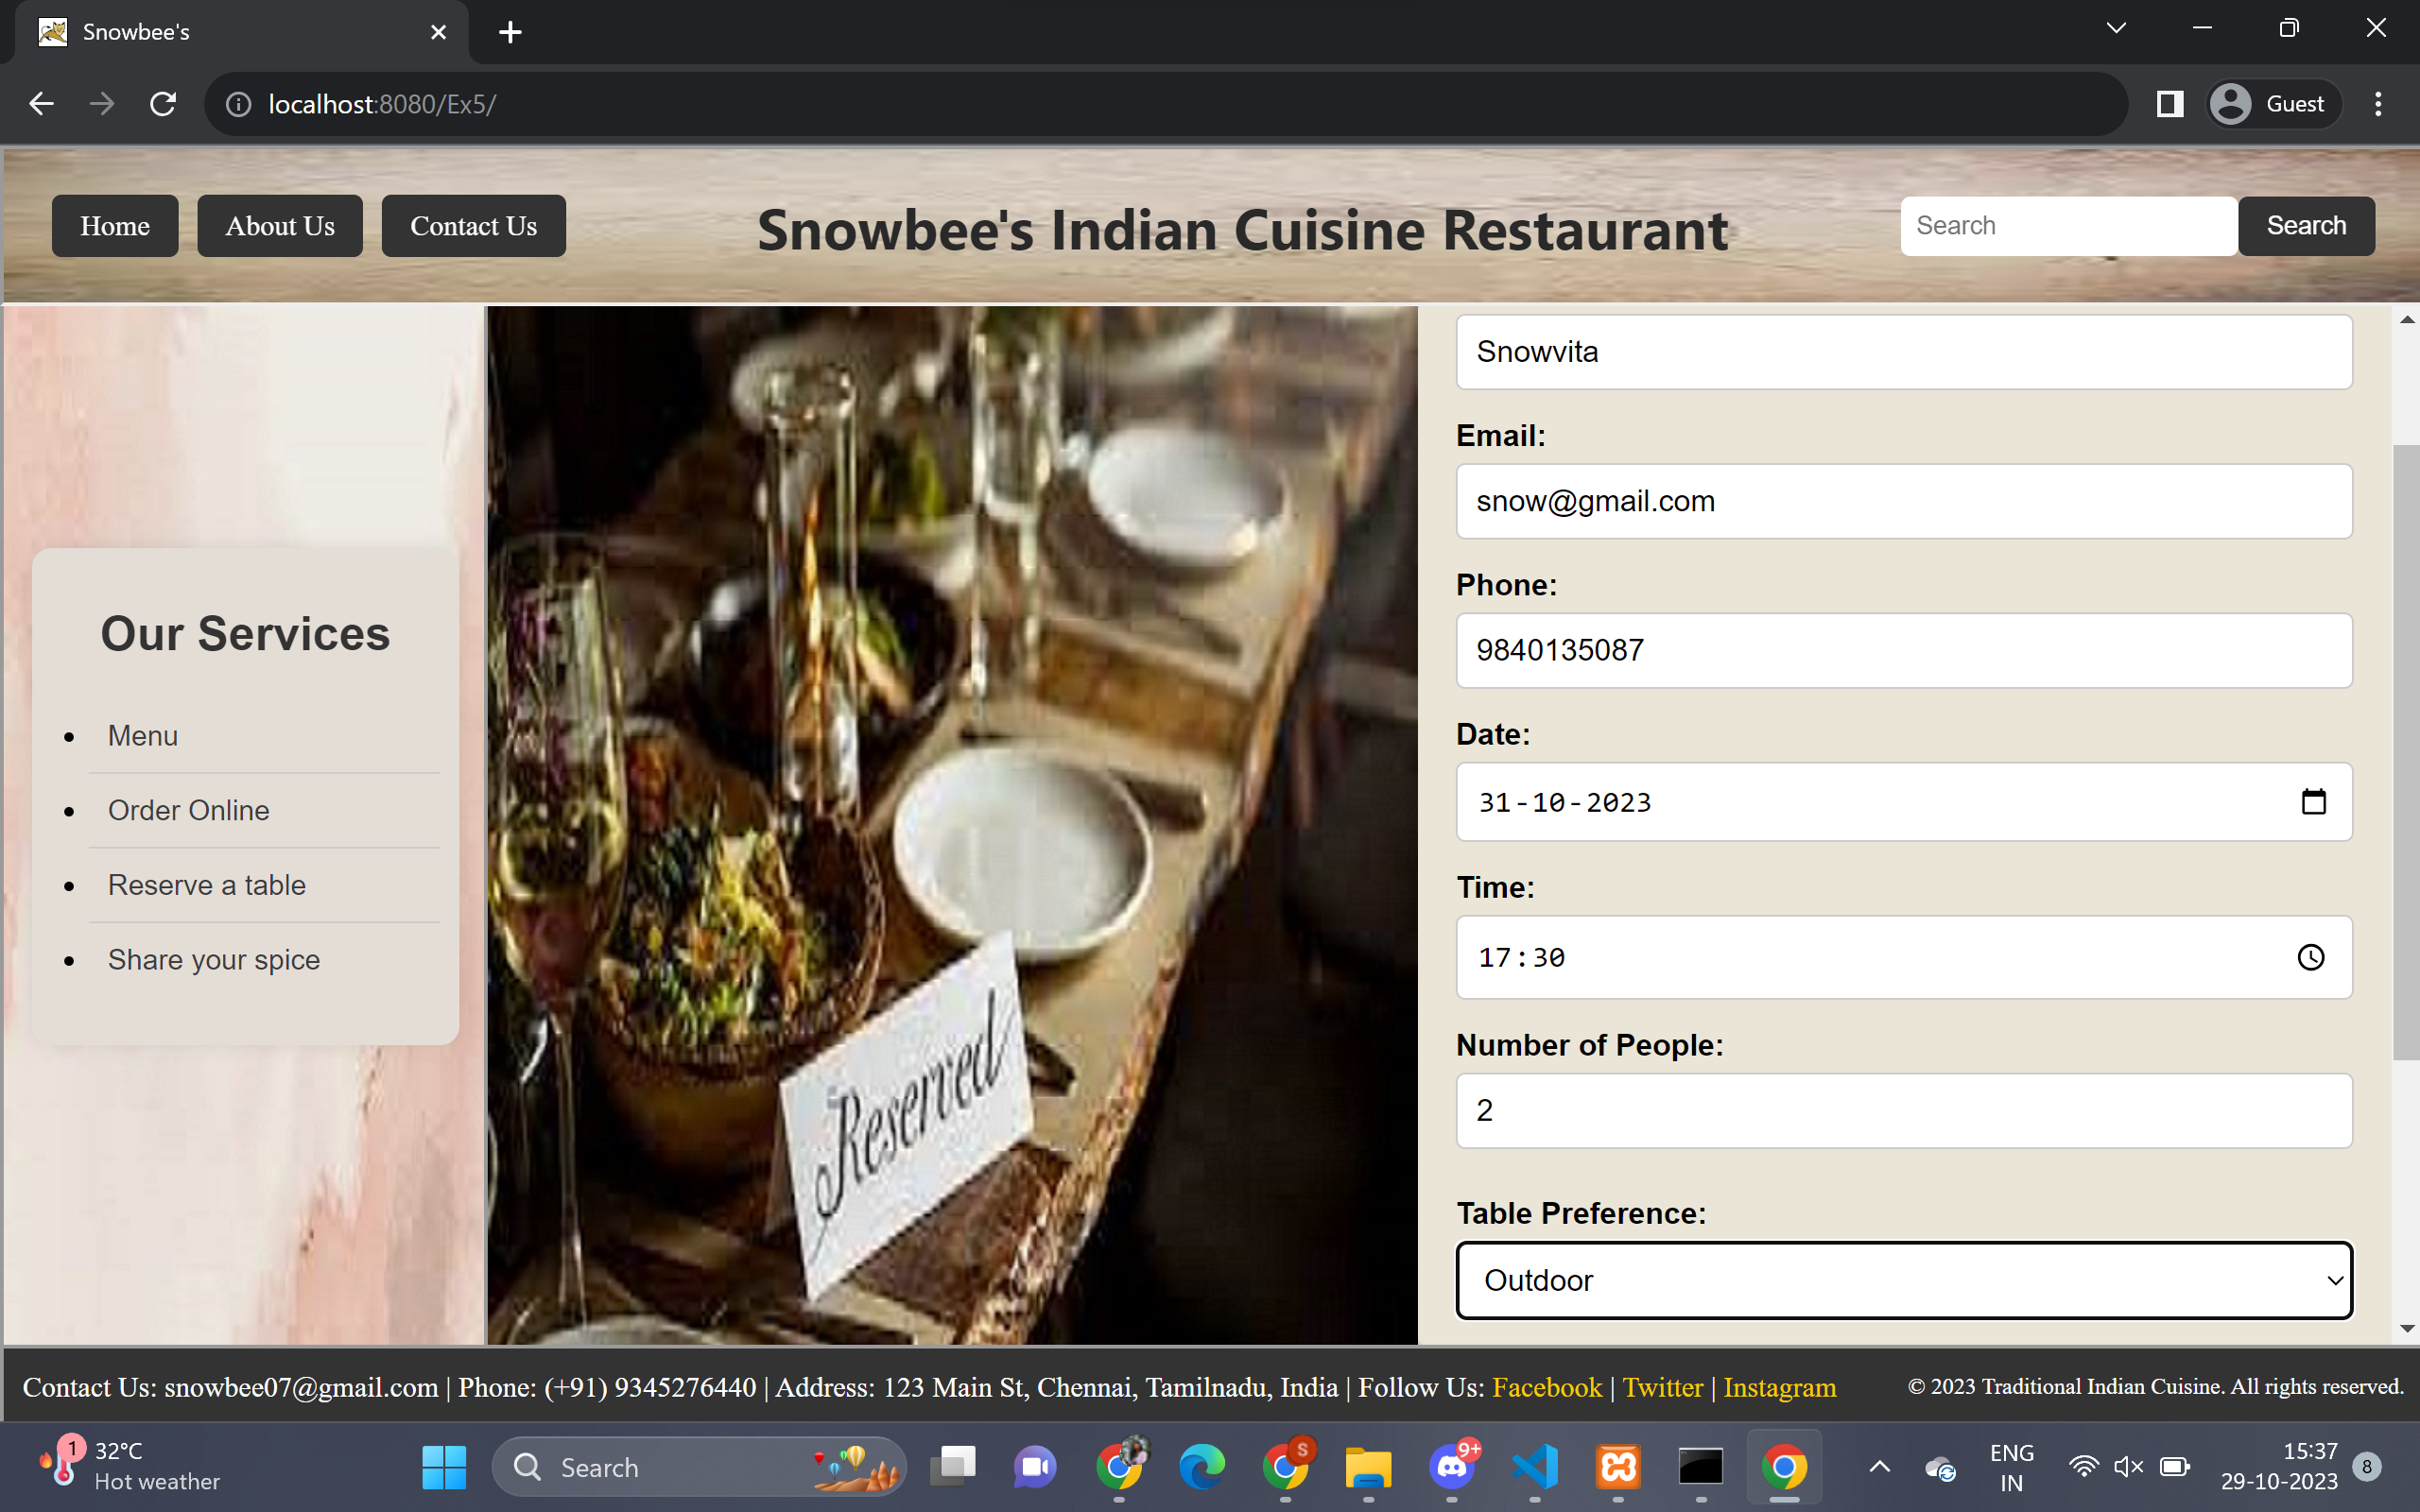 Snowbee's
localhost:8080/Ex5/
Guest
Home
About Us
Contact Us
Snowbee's Indian Cuisine Restaurant
Search
Search
Our Services
Menu
Order Online
Reserve a table
Share your spice
Reserved
Snowvita
Email:
snow@gmail.com
Phone:
9840135087
Date:
31-10-2023
Time:
17:30
Number of People:
2
Table Preference:
Outdoor
Contact Us: snowbee07@gmail.com | Phone: (+91) 9345276440 | Address: 123 Main St, Chennai, Tamilnadu, India | Follow Us: Facebook | Twitter | Instagram
© 2023 Traditional Indian Cuisine. All rights reserved.
1
32°C
Hot weather
Search
S
9+
ENG
IN
15:37
29-10-2023
8